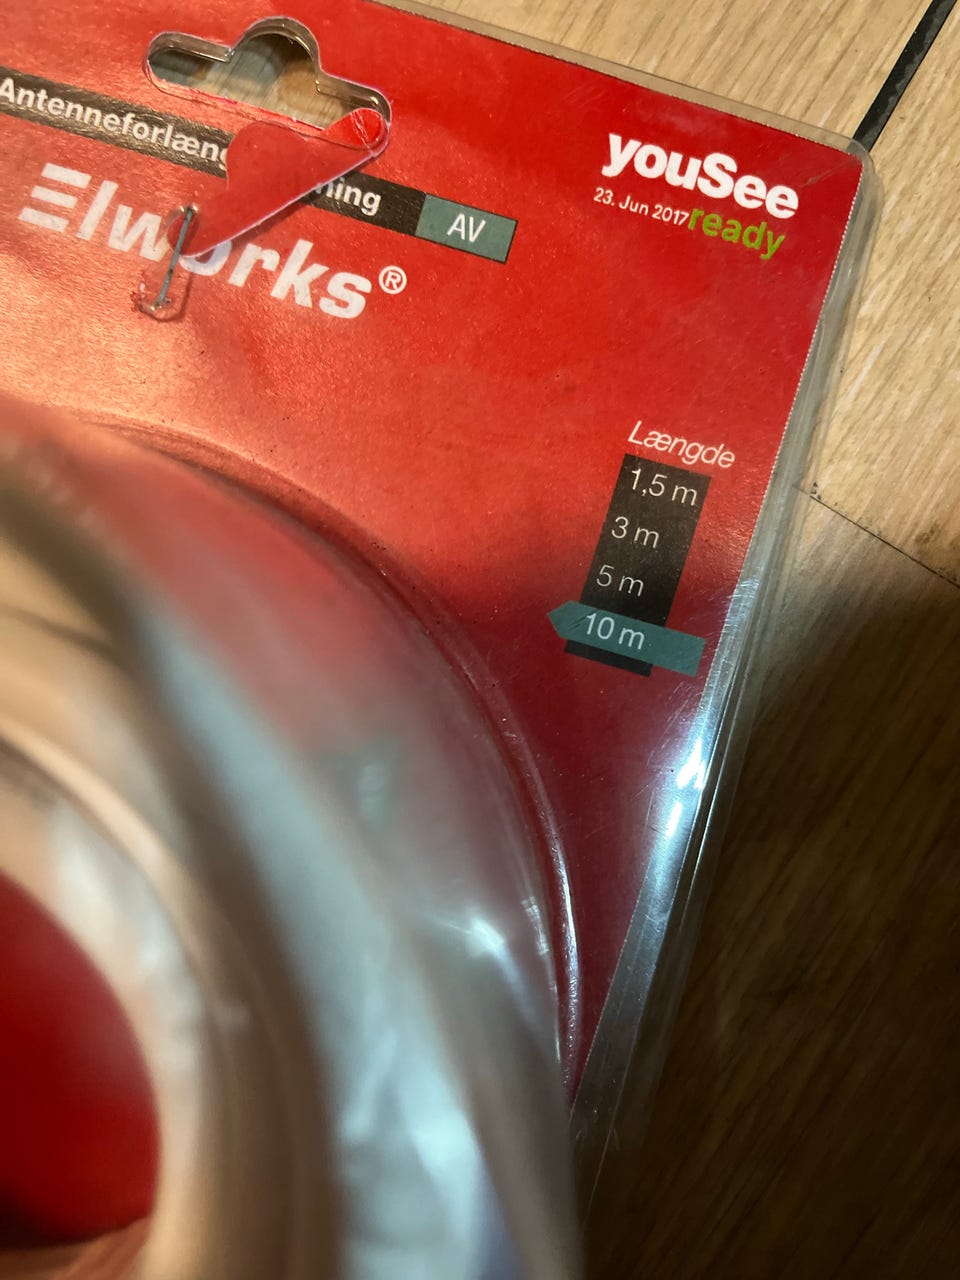 Antenneforlæng ning AV
Elworks®
youSee
23. Jun 2017 ready
Længde
1,5 m
3 m
5 m
10 m